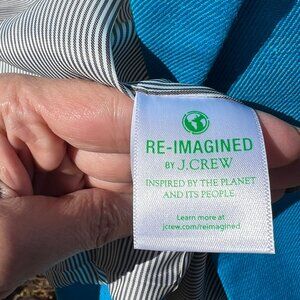 RE-IMAGINED
BY J.CREW
INSPIRED BY THE PLANET
AND ITS PEOPLE
Learn more at
jcrew.com/reimagined